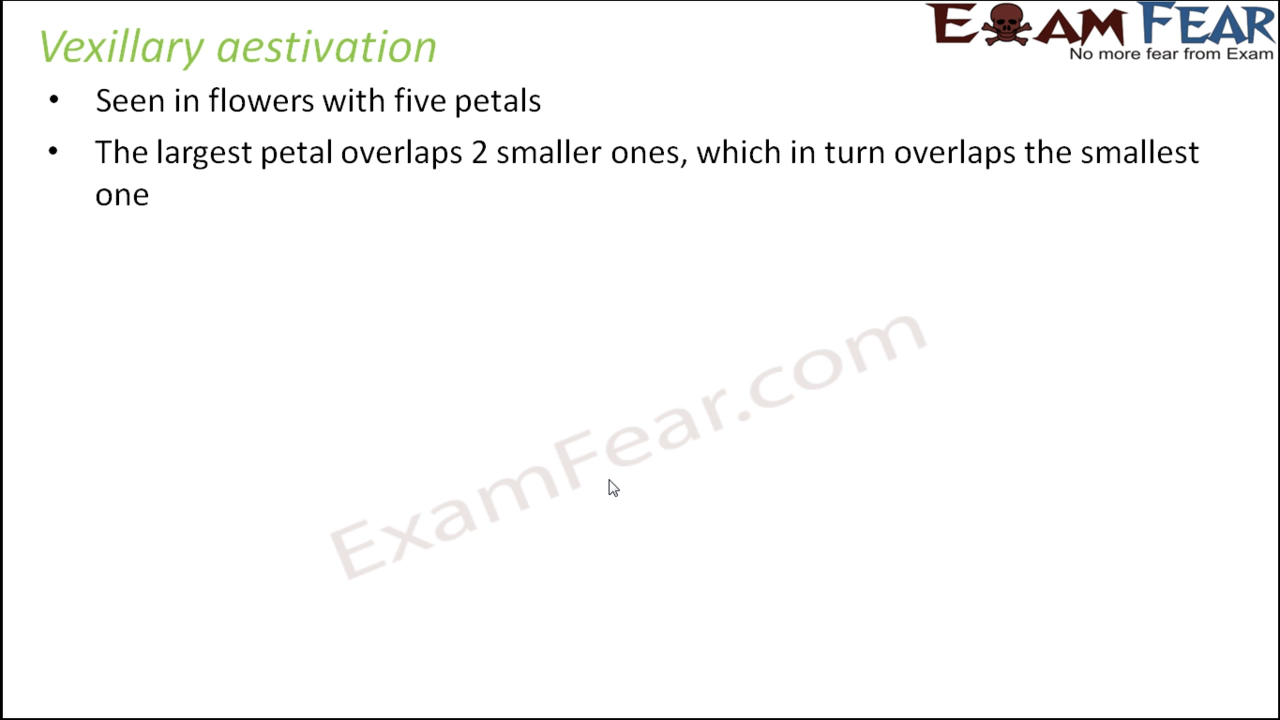 Vexillary aestivation
EXAM FEAR
No more fear from Exam
• Seen in flowers with five petals
• The largest petal overlaps 2 smaller ones, which in turn overlaps the smallest
one
ExamFear.com